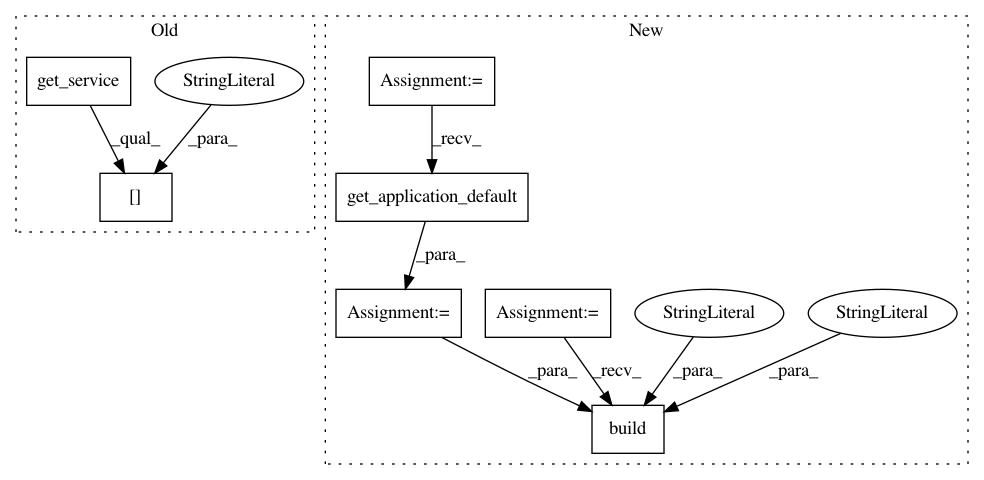 Old
New
get_service
StringLiteral
Assignment:=
_qual_
_para_
_recv_
[]
get_application_default
_para_
Assignment:=
Assignment:=
StringLiteral
StringLiteral
_para_
_recv_
_para_
_para_
build